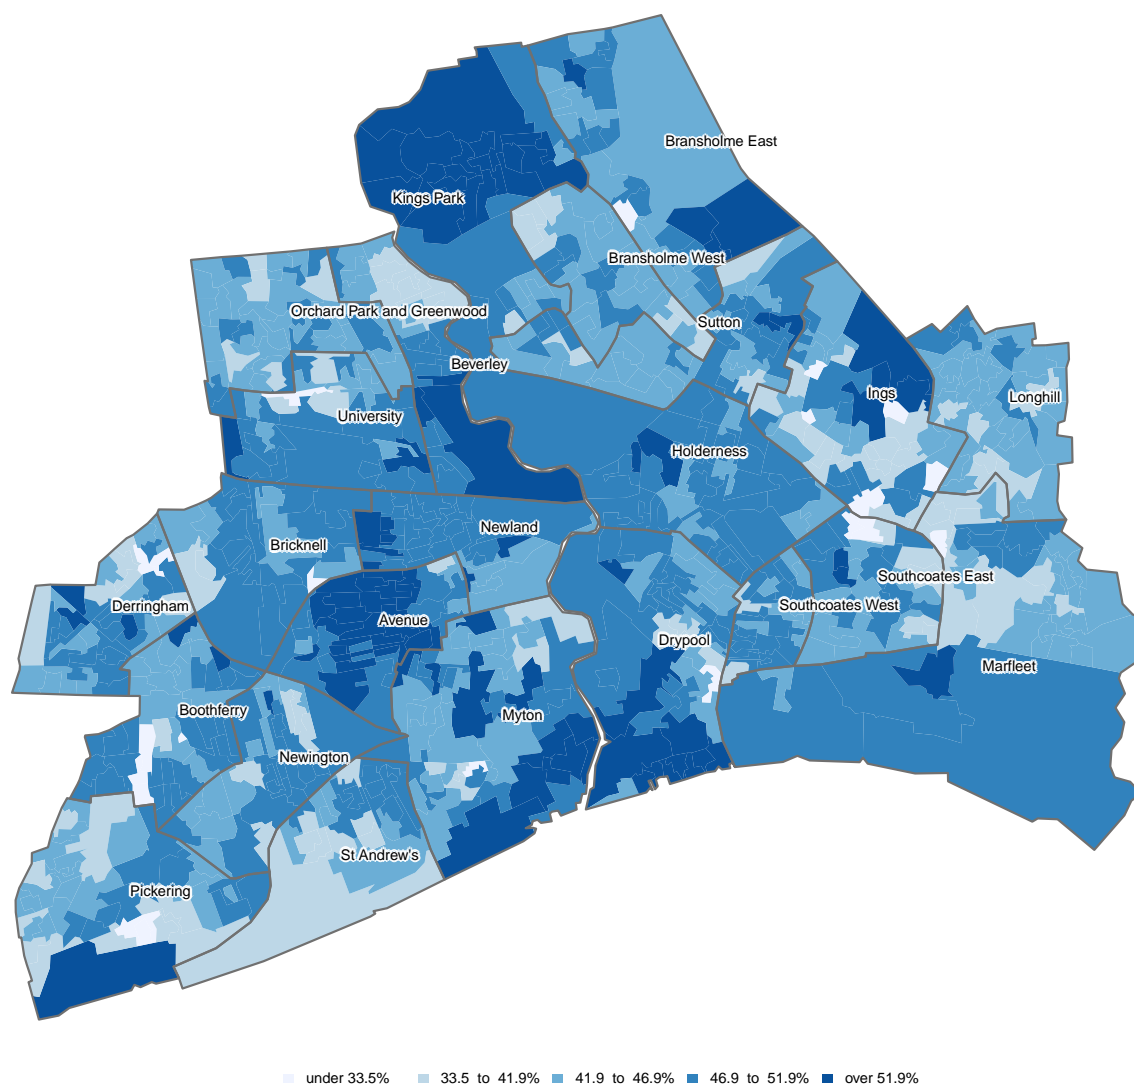 Bransholme East
Kings Park
Bransholme West
Orchard Park and Greenwood
Sutton
Beverley
Ings
Longhill
University
Holderness
Newland
Bricknell
Southcoates East
Derringham
Southcoates West
Avenue
Drypool
Marfleet
Boothferry
Myton
Newington
St Andrew's
Pickering
under 33.5% 33.5 to 41.9% 41.9 to 46.9% 46.9 to 51.9% over 51.9%